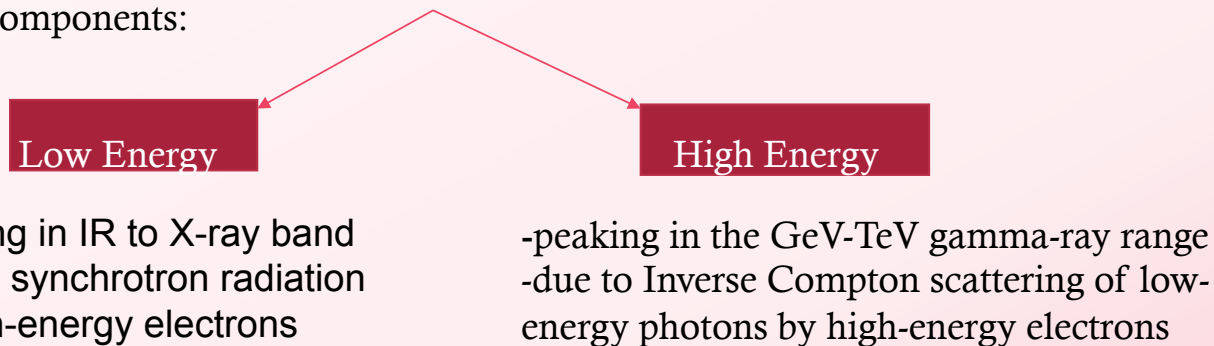 omponents:
Low Energy
High Energy
ng in IR to X-ray band
synchrotron radiation
h-energy electrons
-peaking in the GeV-TeV gamma-ray range
-due to Inverse Compton scattering of low-
energy photons by high-energy electrons